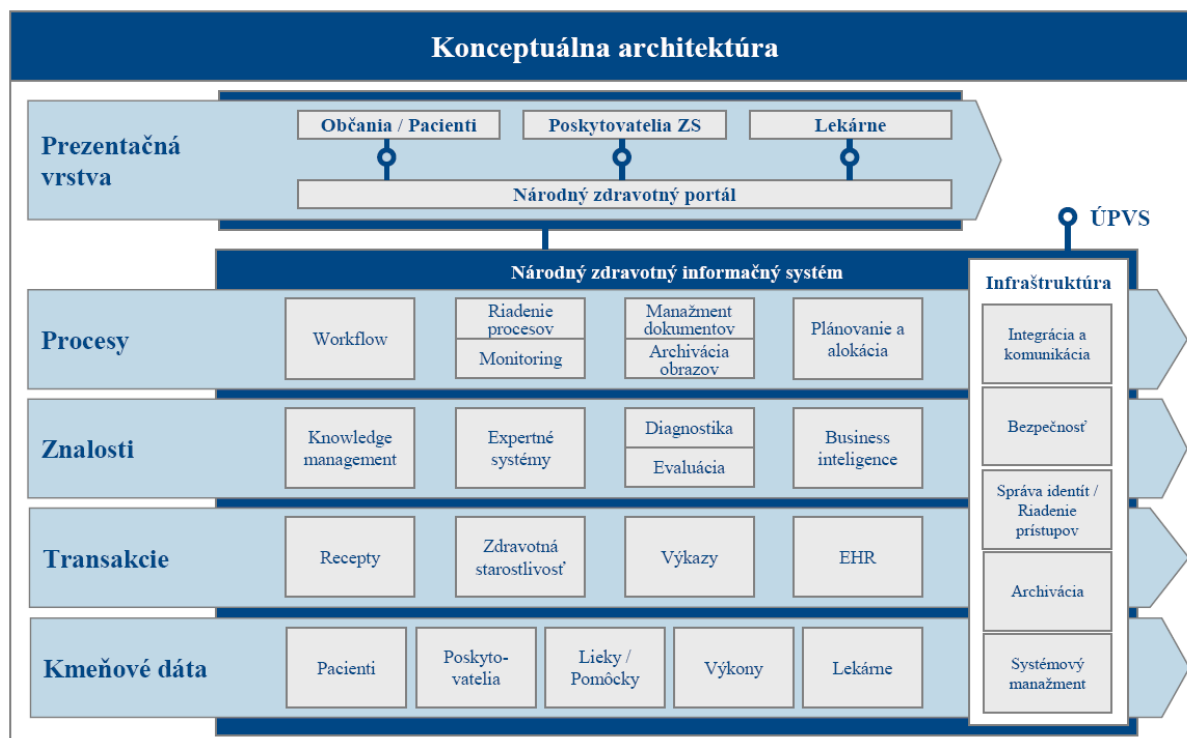 Konceptuálna architektúra
Prezentačná
vrstva
Občania / Pacienti
Poskytovatelia ZS
Lekárne
Národný zdravotný portál
ÚPVS
Národný zdravotný informačný systém
Infraštruktúra
Procesy
Workflow
Riadenie
procesov
Monitoring
Manažment
dokumentov
Archivácia
obrazov
Plánovanie a
alokácia
Integrácia a
komunikácia
Znalosti
Knowledge
management
Expertné
systémy
Diagnostika
Evaluácia
Business
inteligence
Bezpečnosť
Správa identít /
Riadenie
prístupov
Transakcie
Recepty
Zdravotná
starostlivosť
Výkazy
EHR
Archivácia
Kmeňové dáta
Pacienti
Poskyto-
vatelia
Lieky /
Pomôcky
Výkony
Lekárne
Systémový
manažment